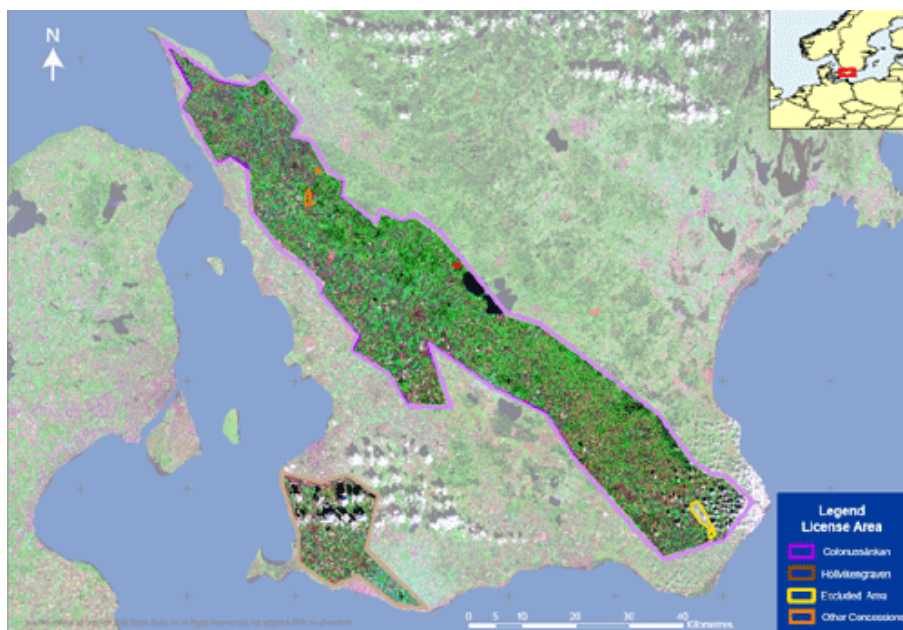 N
Legend
License Area
Colonussänkan
Höllvikengraven
Excluded Area
Other Concessions
0 5 10 20 30 40
Kilometres